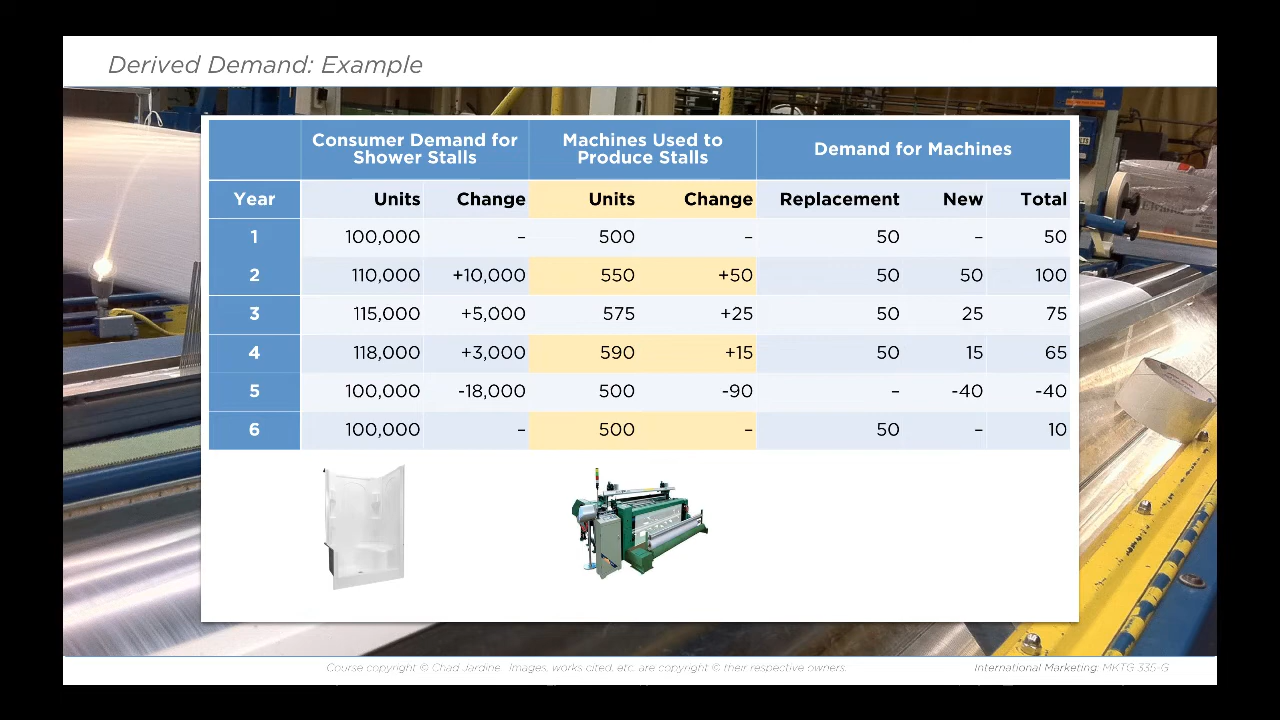 Derived Demand: Example
Consumer Demand for Shower Stalls Machines Used to Produce Stalls Demand for Machines
Year Units Change Units Change Replacement New Total
1 100,000 – 500 – 50 – 50
2 110,000 +10,000 550 +50 50 50 100
3 115,000 +5,000 575 +25 50 25 75
4 118,000 +3,000 590 +15 50 15 65
5 100,000 -18,000 500 -90 – -40 -40
6 100,000 – 500 – 50 – 10
Course copyright © Chad Jardine. Images, works cited, etc. are copyright © their respective owners. International Marketing: MKTG 335-G